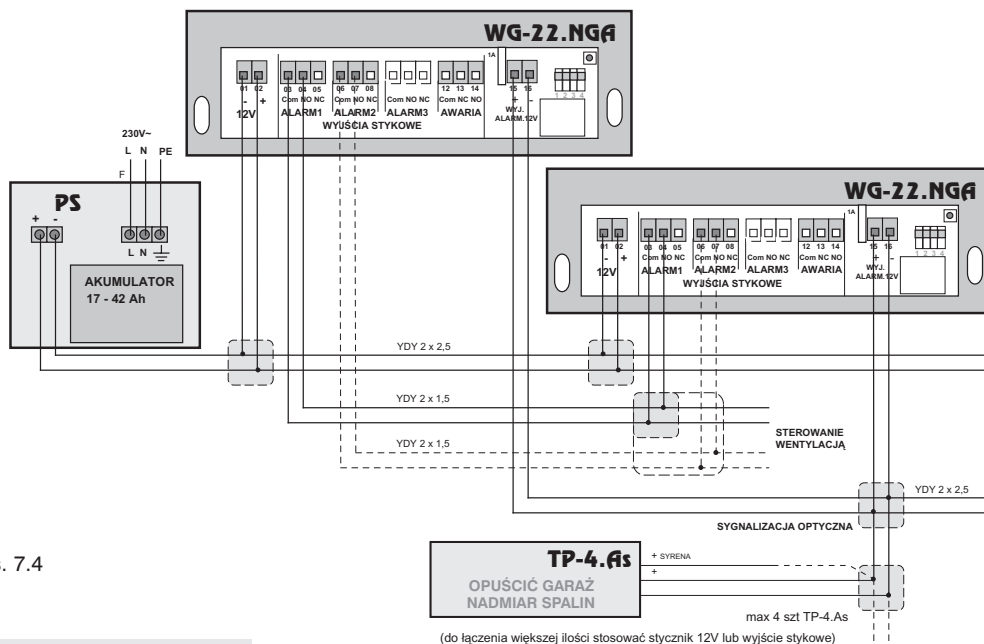 WG-22.NGA
1A
01 02 03 04 05 06 07 08 12 13 14 15 16
1 2 3 4
- + Com NO NC Com NO NC Com NO NC Com NC NO + -
12V ALARM1 ALARM2 ALARM3 AWARIA WYJ.
ALARM.12V
WYJŚCIA STYKOWE
230V~
L N PE
F
PS
+ -
L N
AKUMULATOR
17 - 42 Ah
WG-22.NGA
1A
01 02 03 04 05 06 07 08 12 13 14 15 16
1 2 3 4
- + Com NO NC Com NO NC Com NO NC Com NC NO + -
12V ALARM1 ALARM2 ALARM3 AWARIA WYJ.
ALARM.12V
WYJŚCIA STYKOWE
YDY 2 x 2,5
YDY 2 x 1,5
STEROWANIE
WENTYLACJĄ
YDY 2 x 1,5
YDY 2 x 2,5
SYGNALIZACJA OPTYCZNA
s. 7.4
TP-4.As
OPUŚCIĆ GARAŻ
NADMIAR SPALIN
+ SYRENA
+
-
max 4 szt TP-4.As
(do łączenia większej ilości stosować stycznik 12V lub wyjście stykowe)